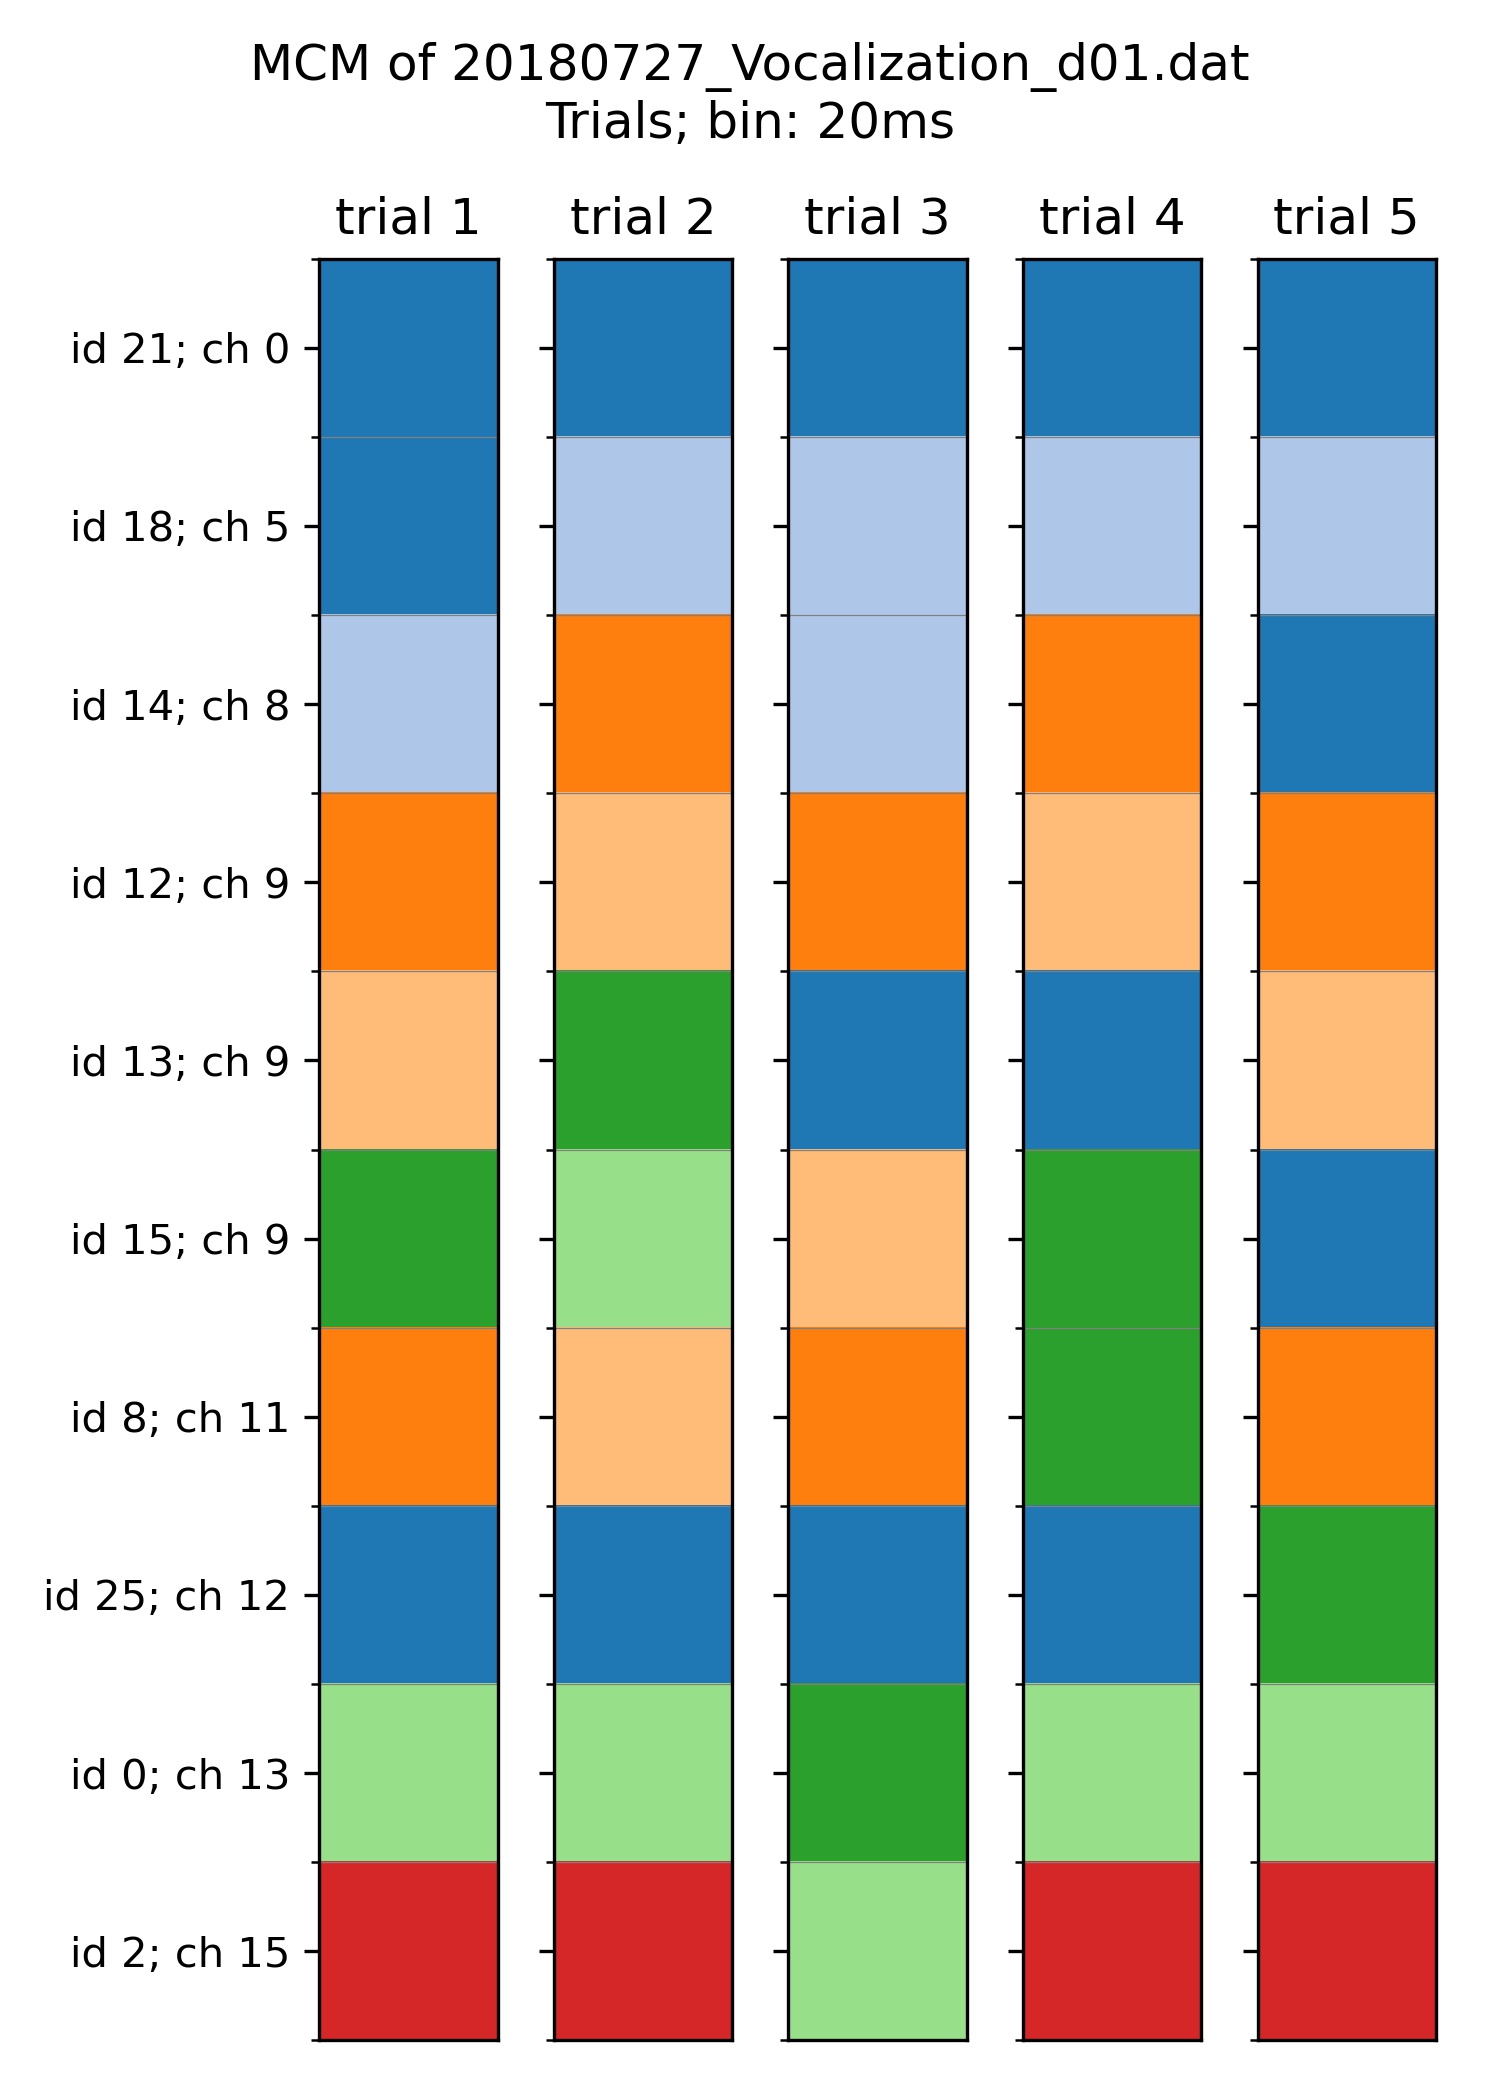 MCM of 20180727_Vocalization_d01.dat
Trials; bin: 20ms
trial 1 trial 2 trial 3 trial 4 trial 5
id 21; ch 0
id 18; ch 5
id 14; ch 8
id 12; ch 9
id 13; ch 9
id 15; ch 9
id 8; ch 11
id 25; ch 12
id 0; ch 13
id 2; ch 15